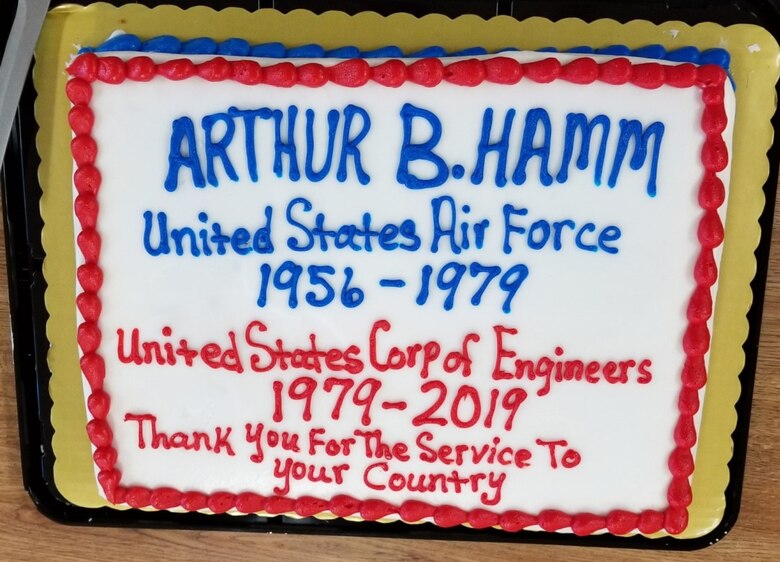 ARTHUR B. HAMM
United States Air Force
1956-1979
United States Corp of Engineers
1979-2019
Thank You For The Service To
your Country